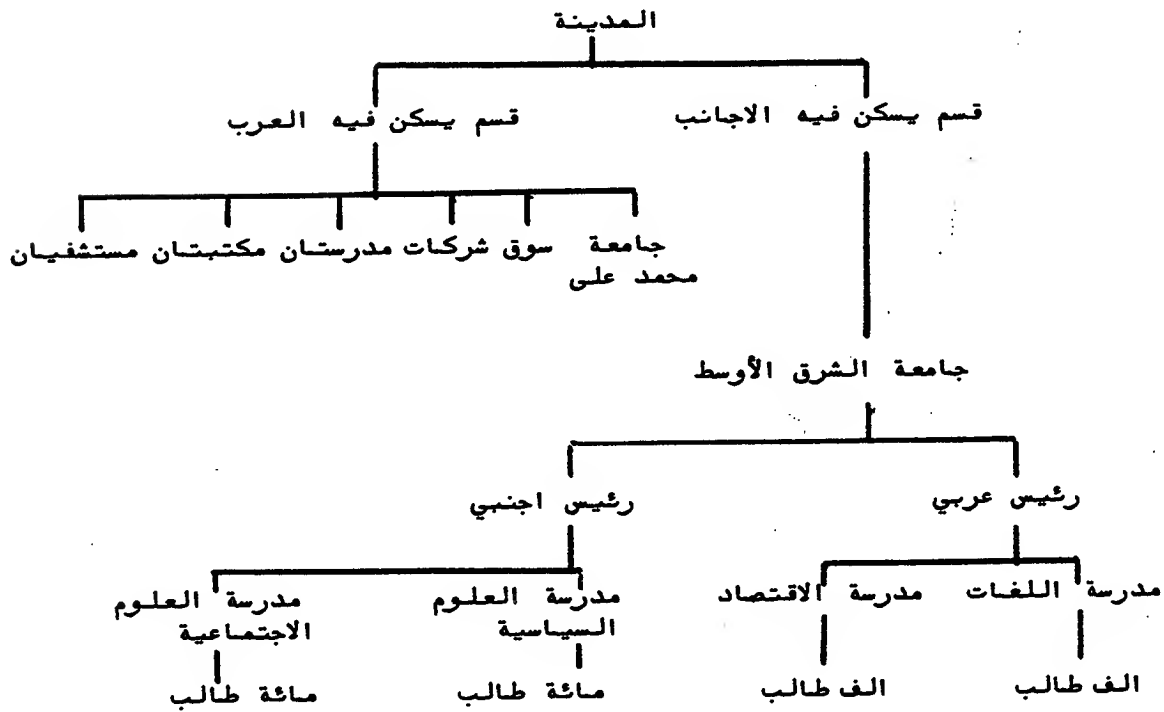 المدينة
قسم يسكن فيه الاجانب
قسم يسكن فيه العرب
جامعة
محمد على
سوق
شركات
مدرستان
مكتبتان
مستشفيان
جامعة الشرق الأوسط
رئيس عربي
رئيس اجنبي
مدرسة اللغات
مدرسة الاقتصاد
مدرسة العلوم
السياسية
مدرسة العلوم
الاجتماعية
الف طالب
الف طالب
مائة طالب
مائة طالب